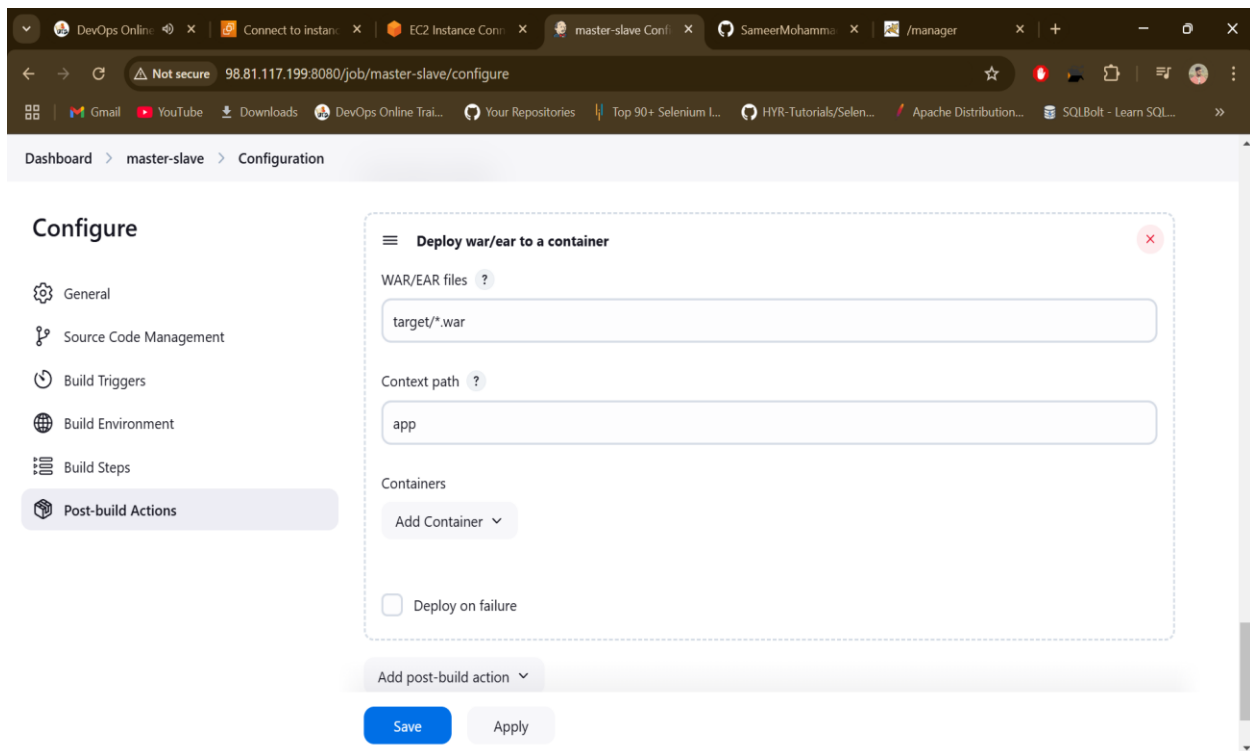 DevOps Online
Connect to instanc
EC2 Instance Conn
master-slave Confi
SameerMohamma
/manager
Not secure 98.81.117.199:8080/job/master-slave/configure
Gmail YouTube Downloads DevOps Online Trai... Your Repositories Top 90+ Selenium I... HYR-Tutorials/Selen... Apache Distribution... SQLBolt - Learn SQL... »
Dashboard > master-slave > Configuration
Configure
General
Source Code Management
Build Triggers
Build Environment
Build Steps
Post-build Actions
Deploy war/ear to a container
WAR/EAR files ?
target/*.war
Context path ?
app
Containers
Add Container
Deploy on failure
Add post-build action
Save Apply